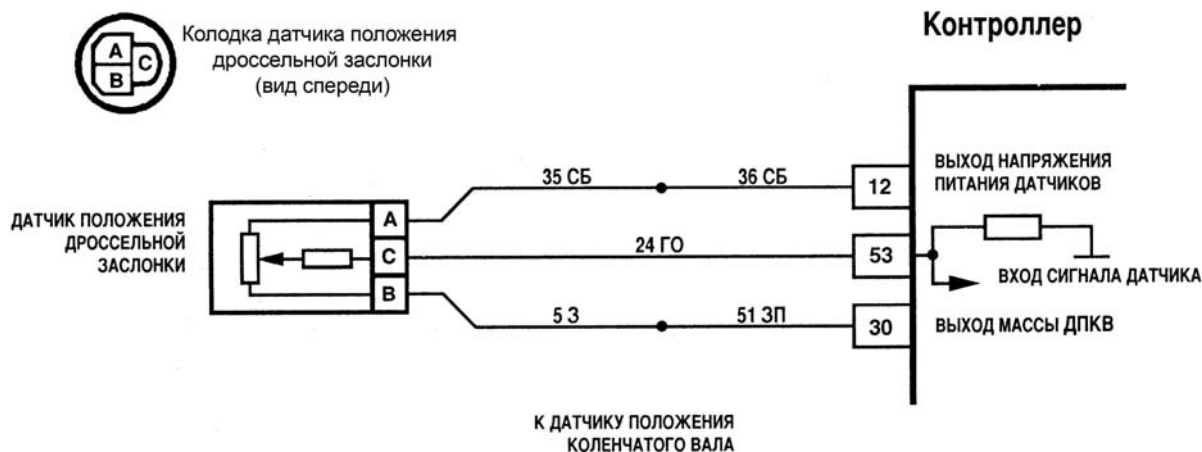 Колодка датчика положения
дроссельной заслонки
(вид спереди)
A
B
C
Контроллер
ДАТЧИК ПОЛОЖЕНИЯ
ДРОССЕЛЬНОЙ
ЗАСЛОНКИ
A
C
B
35 СБ
36 СБ
24 ГО
5 З
51 ЗП
12
53
30
ВЫХОД НАПРЯЖЕНИЯ
ПИТАНИЯ ДАТЧИКОВ
ВХОД СИГНАЛА ДАТЧИКА
ВЫХОД МАССЫ ДПКВ
К ДАТЧИКУ ПОЛОЖЕНИЯ
КОЛЕНЧАТОГО ВАЛА